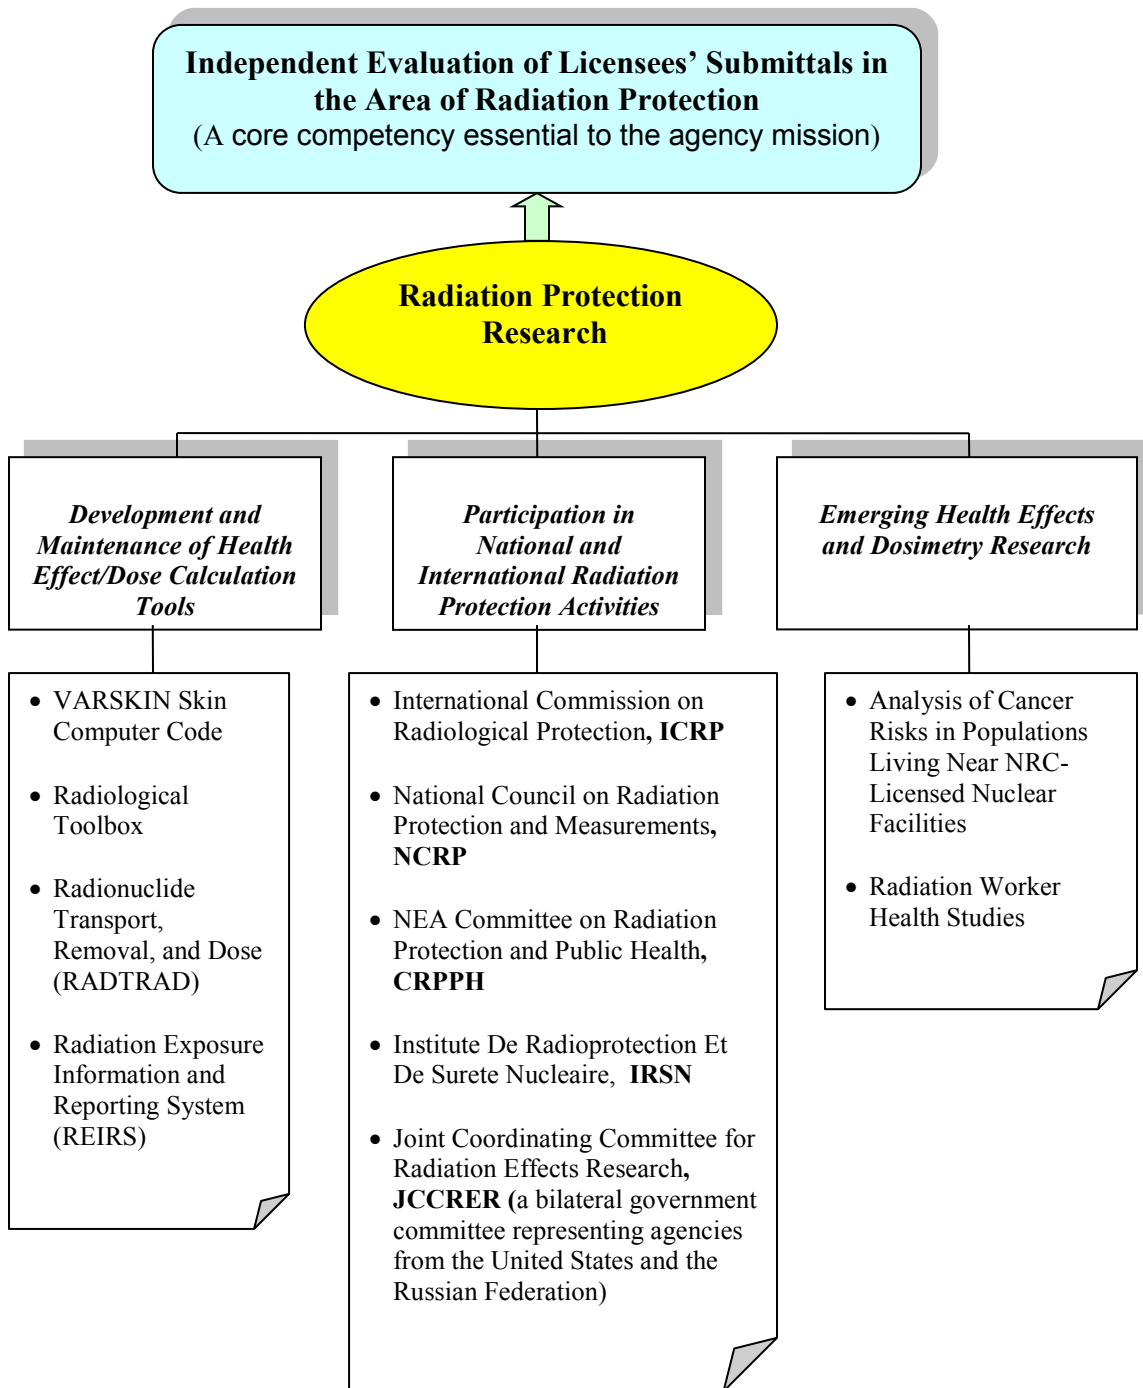 Independent Evaluation of Licensees’ Submittals in
the Area of Radiation Protection
(A core competency essential to the agency mission)
Radiation Protection
Research
Development and
Maintenance of Health
Effect/Dose Calculation
Tools
Participation in
National and
International Radiation
Protection Activities
Emerging Health Effects
and Dosimetry Research
• VARSKIN Skin
Computer Code
• Radiological
Toolbox
• Radionuclide
Transport,
Removal, and Dose
(RADTRAD)
• Radiation Exposure
Information and
Reporting System
(REIRS)
• International Commission on
Radiological Protection, ICRP
• National Council on Radiation
Protection and Measurements,
NCRP
• NEA Committee on Radiation
Protection and Public Health,
CRPPH
• Institute De Radioprotection Et
De Surete Nucleaire, IRSN
• Joint Coordinating Committee for
Radiation Effects Research,
JCCRER (a bilateral government
committee representing agencies
from the United States and the
Russian Federation)
• Analysis of Cancer
Risks in Populations
Living Near NRC-
Licensed Nuclear
Facilities
• Radiation Worker
Health Studies